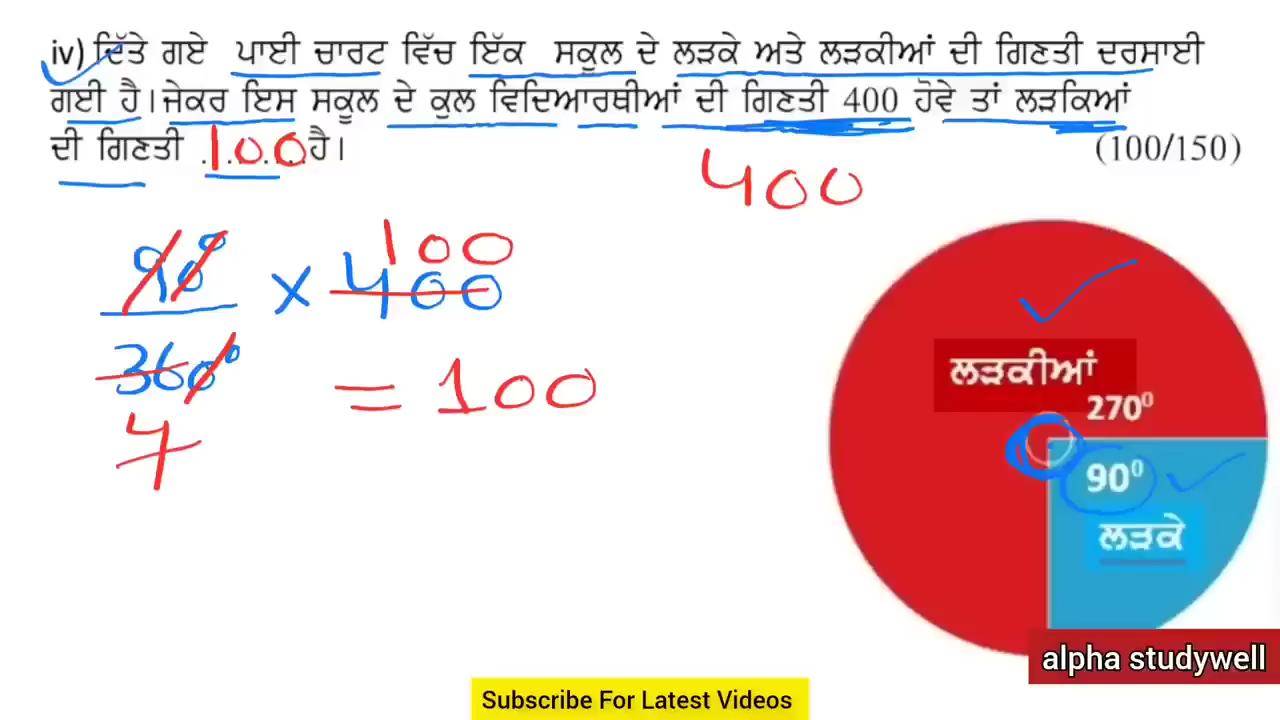 iv) ਦਿੱਤੇ ਗਏ ਪਾਈ ਚਾਰਟ ਵਿੱਚ ਇੱਕ ਸਕੂਲ ਦੇ ਲੜਕੇ ਅਤੇ ਲੜਕੀਆਂ ਦੀ ਗਿਣਤੀ ਦਰਸਾਈ
ਗਈ ਹੈ। ਜੇਕਰ ਇਸ ਸਕੂਲ ਦੇ ਕੁਲ ਵਿਦਿਆਰਥੀਆਂ ਦੀ ਗਿਣਤੀ 400 ਹੋਵੇ ਤਾਂ ਲੜਕਿਆਂ
ਦੀ ਗਿਣਤੀ ..100.. ਹੈ। (100/150)
400
100
90° × 400
360°
= 100
4
ਲੜਕੀਆਂ
270⁰
90⁰
ਲੜਕੇ
alpha studywell
Subscribe For Latest Videos